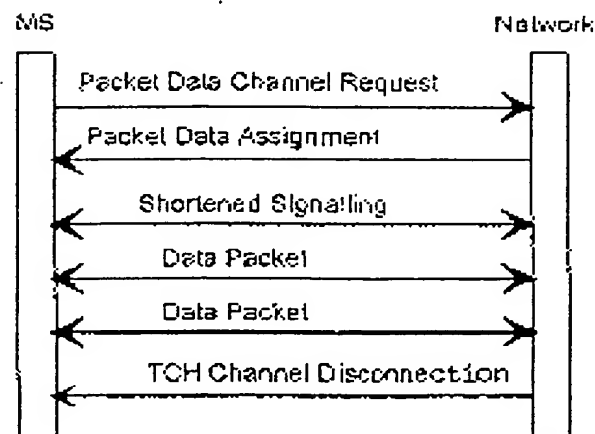 MS Network
Packet Data Channel Request
Packet Data Assignment
Shortened Signalling
Data Packet
Data Packet
TCH Channel Disconnection